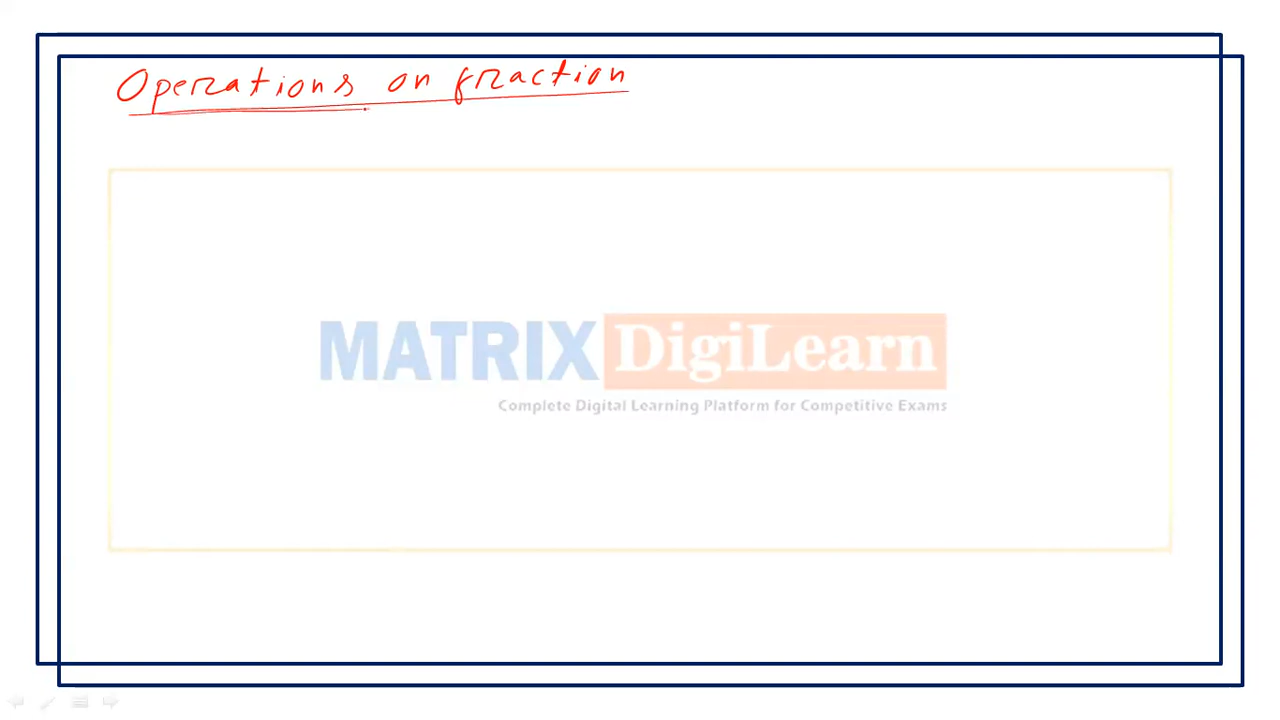 Operations on fraction
MATRIX DigiLearn
Complete Digital Learning Platform for Competitive Exams